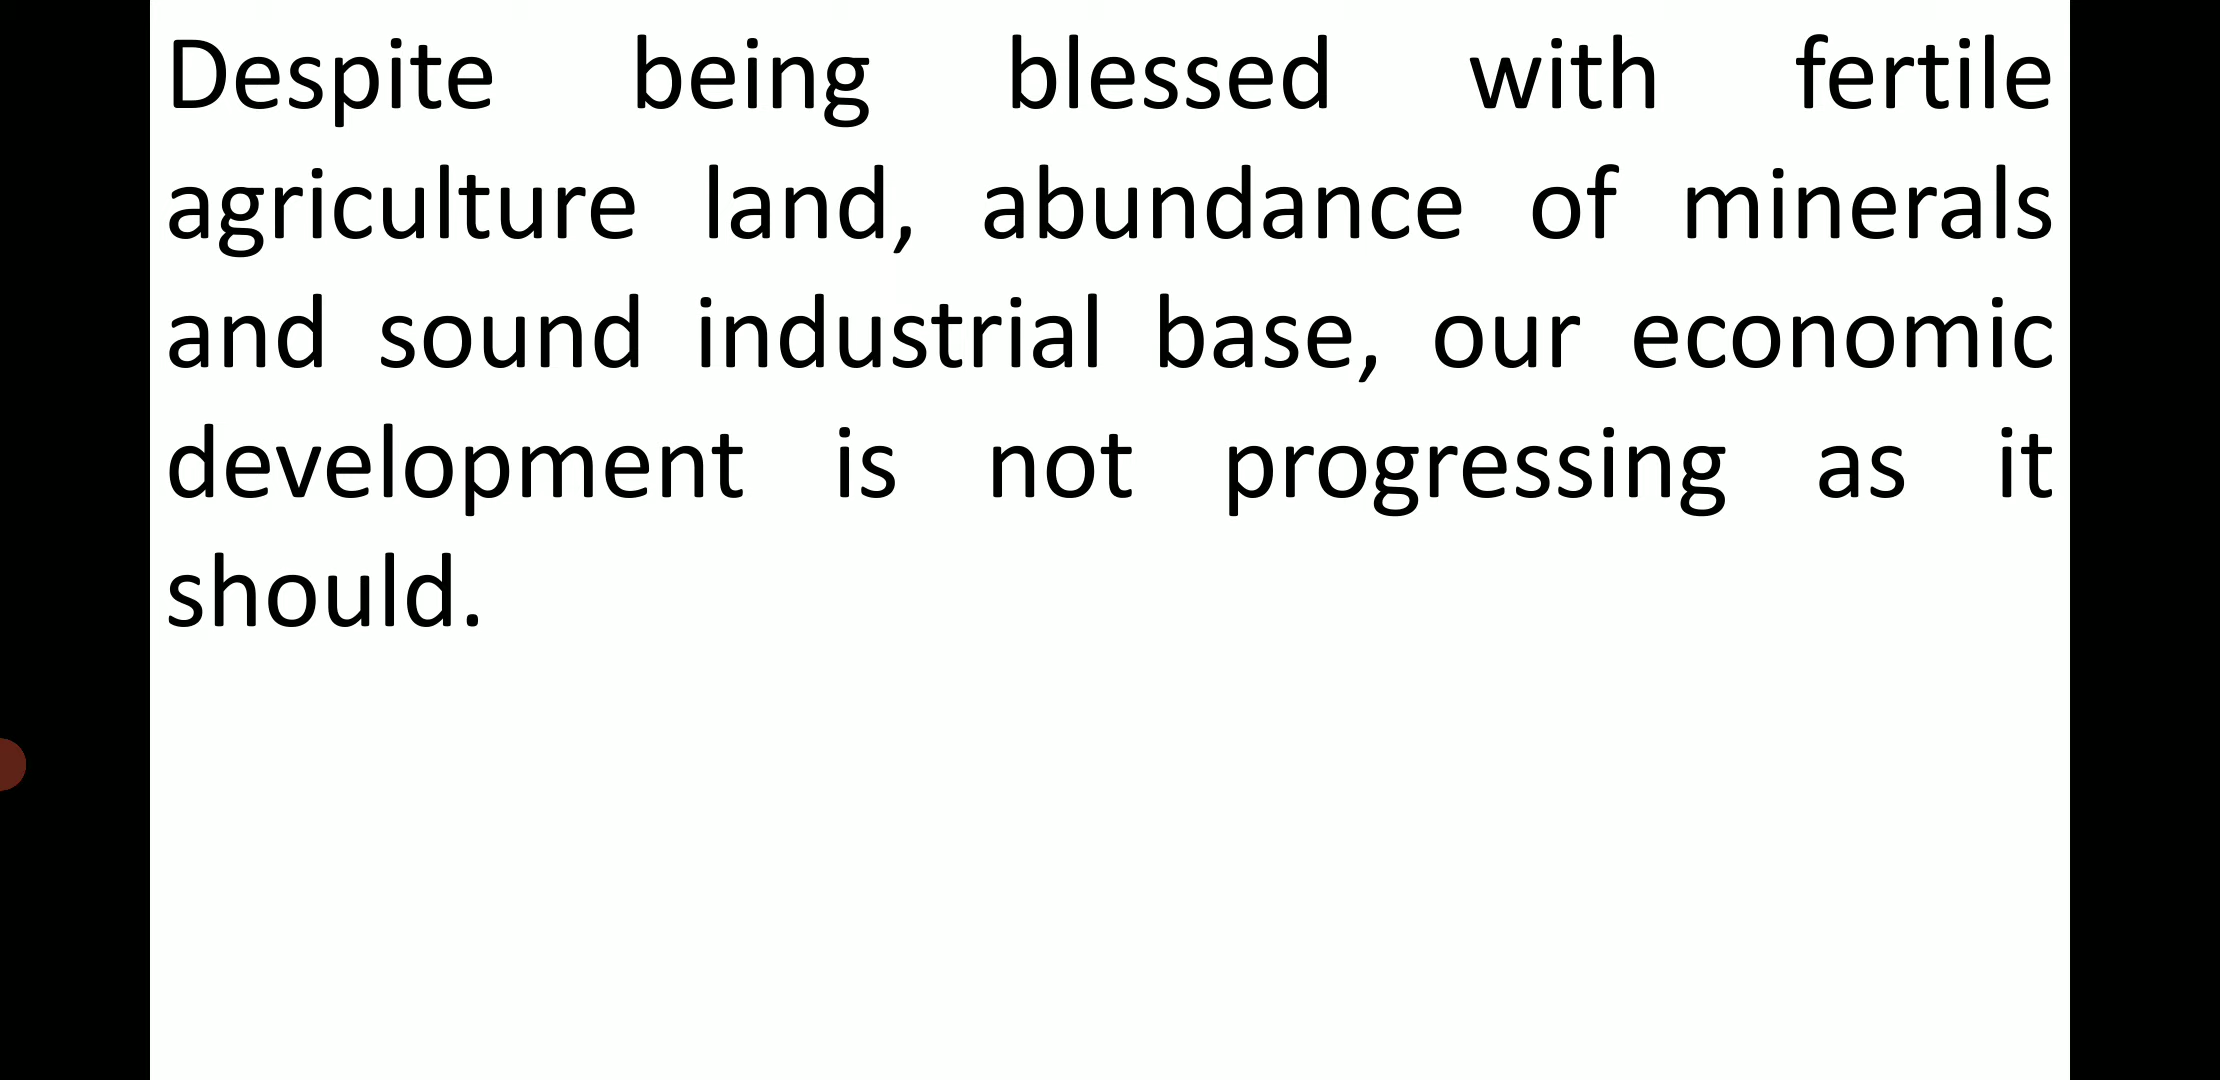 Despite being blessed with fertile
agriculture land, abundance of minerals
and sound industrial base, our economic
development is not progressing as it
should.